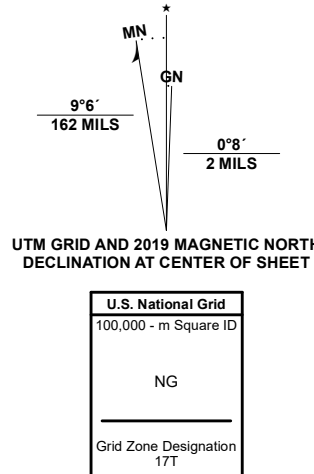 ★
MN
GN
9°6´
162 MILS
0°8´
2 MILS
UTM GRID AND 2019 MAGNETIC NORTH
DECLINATION AT CENTER OF SHEET
U.S. National Grid
100,000 - m Square ID
NG
Grid Zone Designation
17T